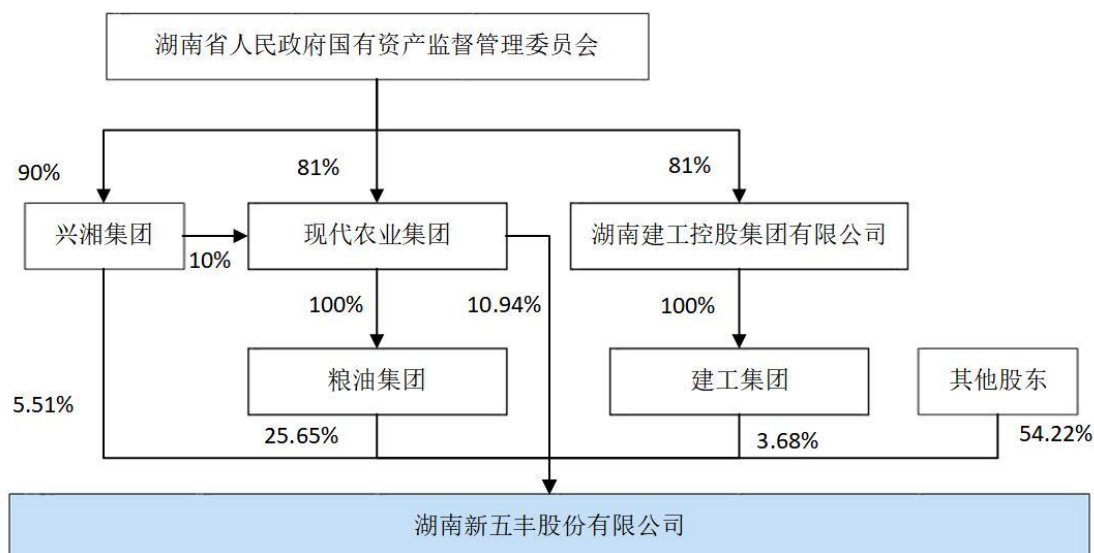 湖南省人民政府国有资产监督管理委员会
90%
81%
81%
兴湘集团
10%
现代农业集团
湖南建工控股集团有限公司
100%
10.94%
100%
粮油集团
建工集团
其他股东
5.51%
25.65%
3.68%
54.22%
湖南新五丰股份有限公司